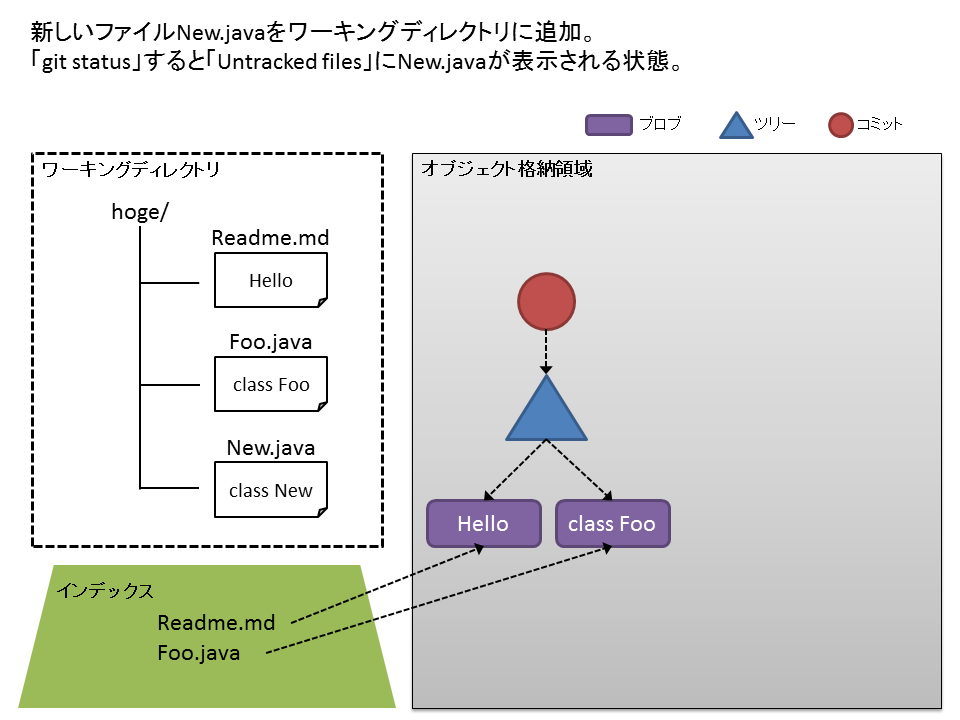 新しいファイルNew.javaをワーキングディレクトリに追加。
「git status」すると「Untracked files」にNew.javaが表示される状態。
ブロブ
ツリー
コミット
ワーキングディレクトリ
hoge/
Readme.md
Hello
Foo.java
class Foo
New.java
class New
オブジェクト格納領域
Hello
class Foo
インデックス
Readme.md
Foo.java